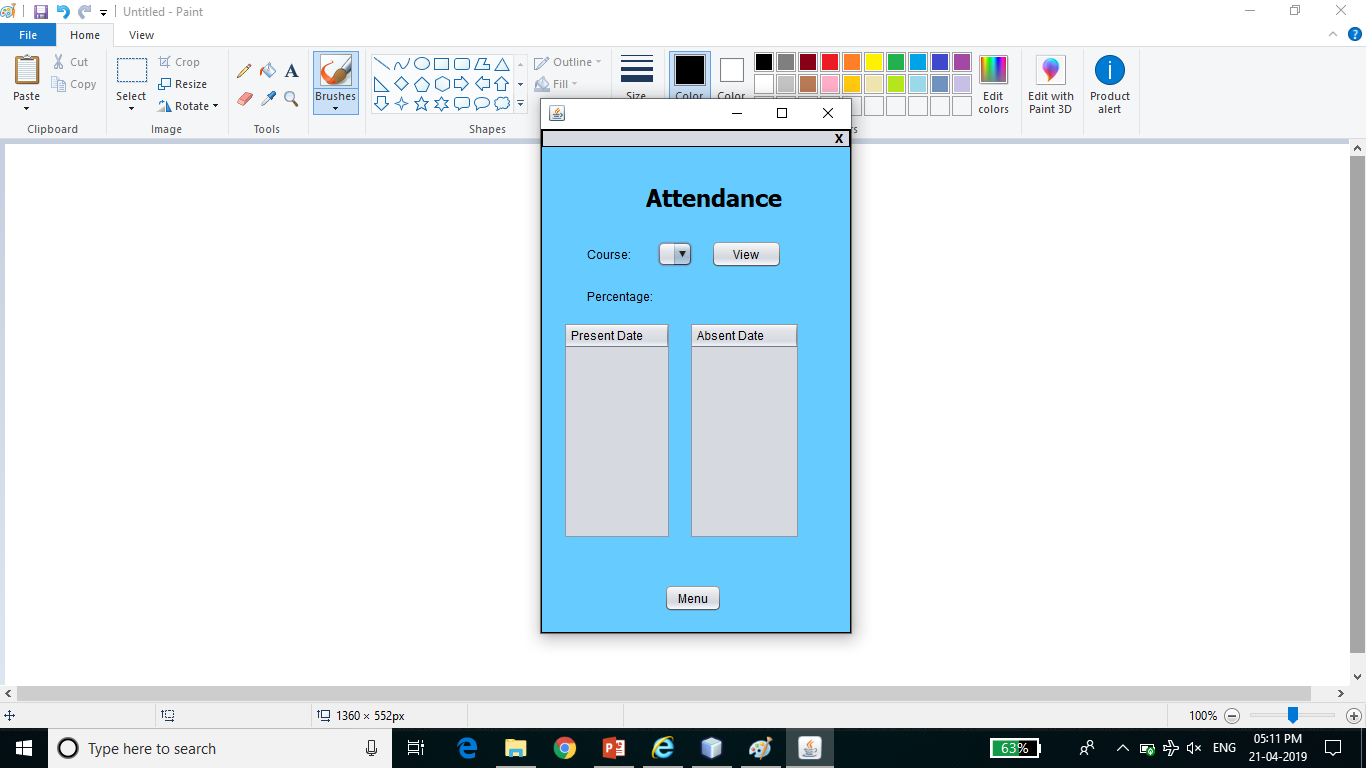 Untitled - Paint
File Home View
Paste
Cut
Copy
Clipboard
Select
Crop
Resize
Rotate
Image
A
Tools
Brushes
Shapes
Outline
Fill
Size
Color
Color
s
Edit
colors
Edit with
Paint 3D
Product
alert
X
Attendance
Course:
View
Percentage:
Present Date
Absent Date
Menu
1360 × 552px
100%
Type here to search
63%
ENG
05:11 PM
21-04-2019